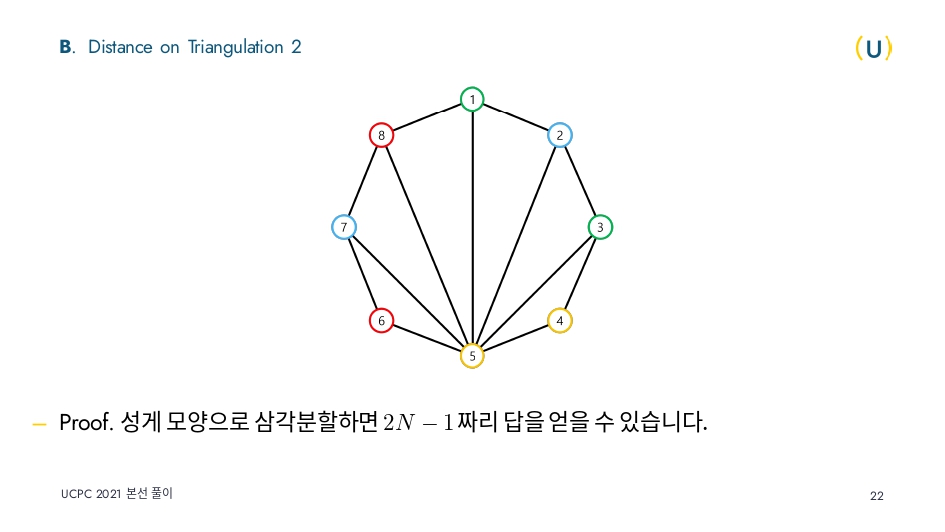 B. Distance on Triangulation 2
(U)
1
8
2
7
3
6
4
5
– Proof. 성게 모양으로 삼각분할하면 2N − 1짜리 답을 얻을 수 있습니다.
UCPC 2021 본선 풀이
22